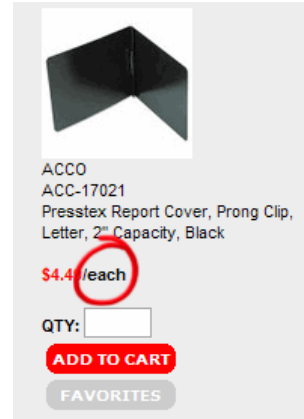 ACCO
ACC-17021
Presstex Report Cover, Prong Clip,
Letter, 2" Capacity, Black
/each
QTY:
ADD TO CART
FAVORITES